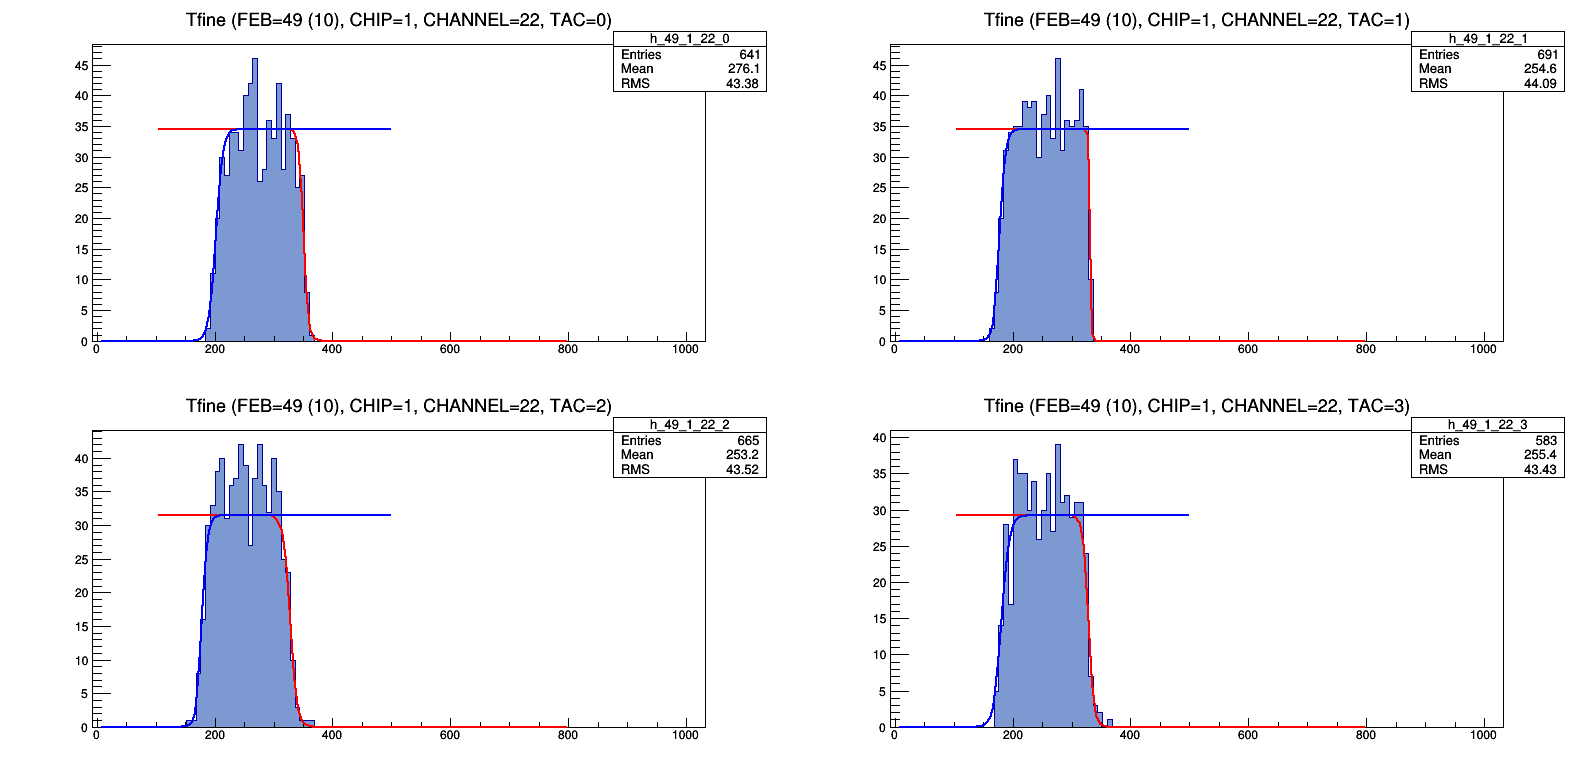 Tfine (FEB=49 (10), CHIP=1, CHANNEL=22, TAC=0)
h_49_1_22_0
Entries 641
Mean 276.1
RMS 43.38
45
40
35
30
25
20
15
10
5
0
0 200 400 600 800 1000
Tfine (FEB=49 (10), CHIP=1, CHANNEL=22, TAC=1)
h_49_1_22_1
Entries 691
Mean 254.6
RMS 44.09
45
40
35
30
25
20
15
10
5
0
0 200 400 600 800 1000
Tfine (FEB=49 (10), CHIP=1, CHANNEL=22, TAC=2)
h_49_1_22_2
Entries 665
Mean 253.2
RMS 43.52
40
35
30
25
20
15
10
5
0
0 200 400 600 800 1000
Tfine (FEB=49 (10), CHIP=1, CHANNEL=22, TAC=3)
h_49_1_22_3
Entries 583
Mean 255.4
RMS 43.43
40
35
30
25
20
15
10
5
0
0 200 400 600 800 1000